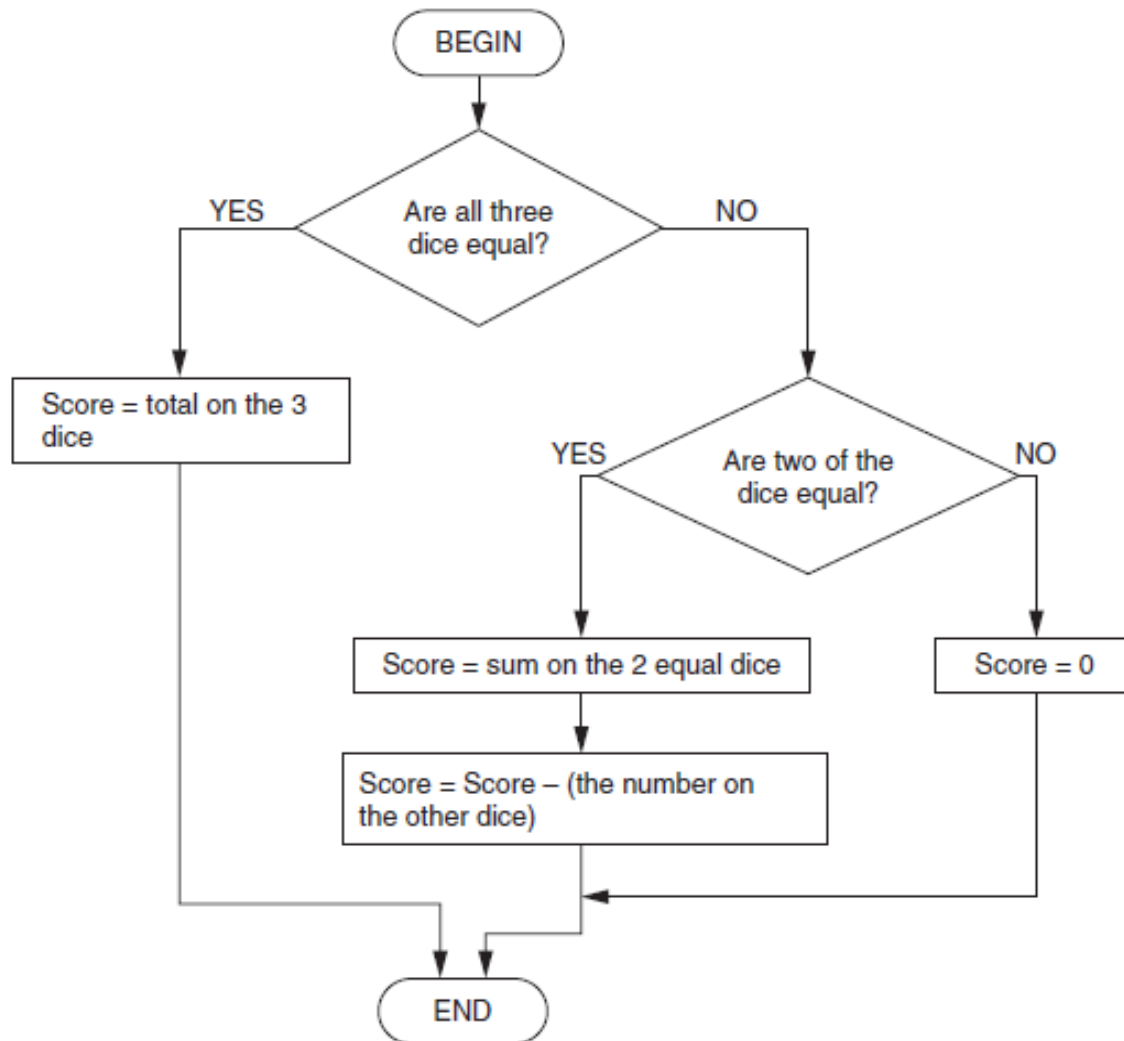 BEGIN
Are all three
dice equal?
YES
NO
Score = total on the 3
dice
Are two of the
dice equal?
YES
NO
Score = sum on the 2 equal dice
Score = 0
Score = Score – (the number on
the other dice)
END